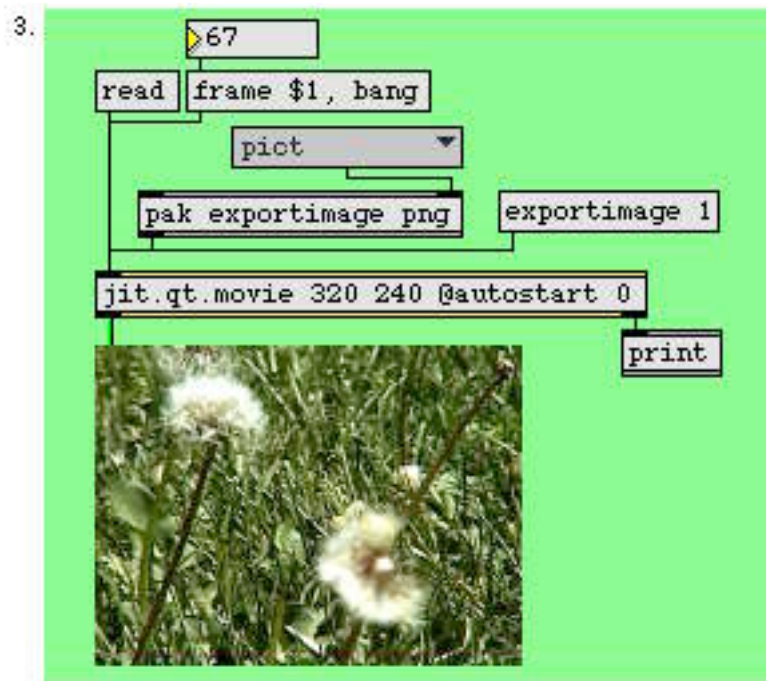 3.
67
read
frame $1, bang
pict
pak exportimage png
exportimage 1
jit.qt.movie 320 240 @autostart 0
print